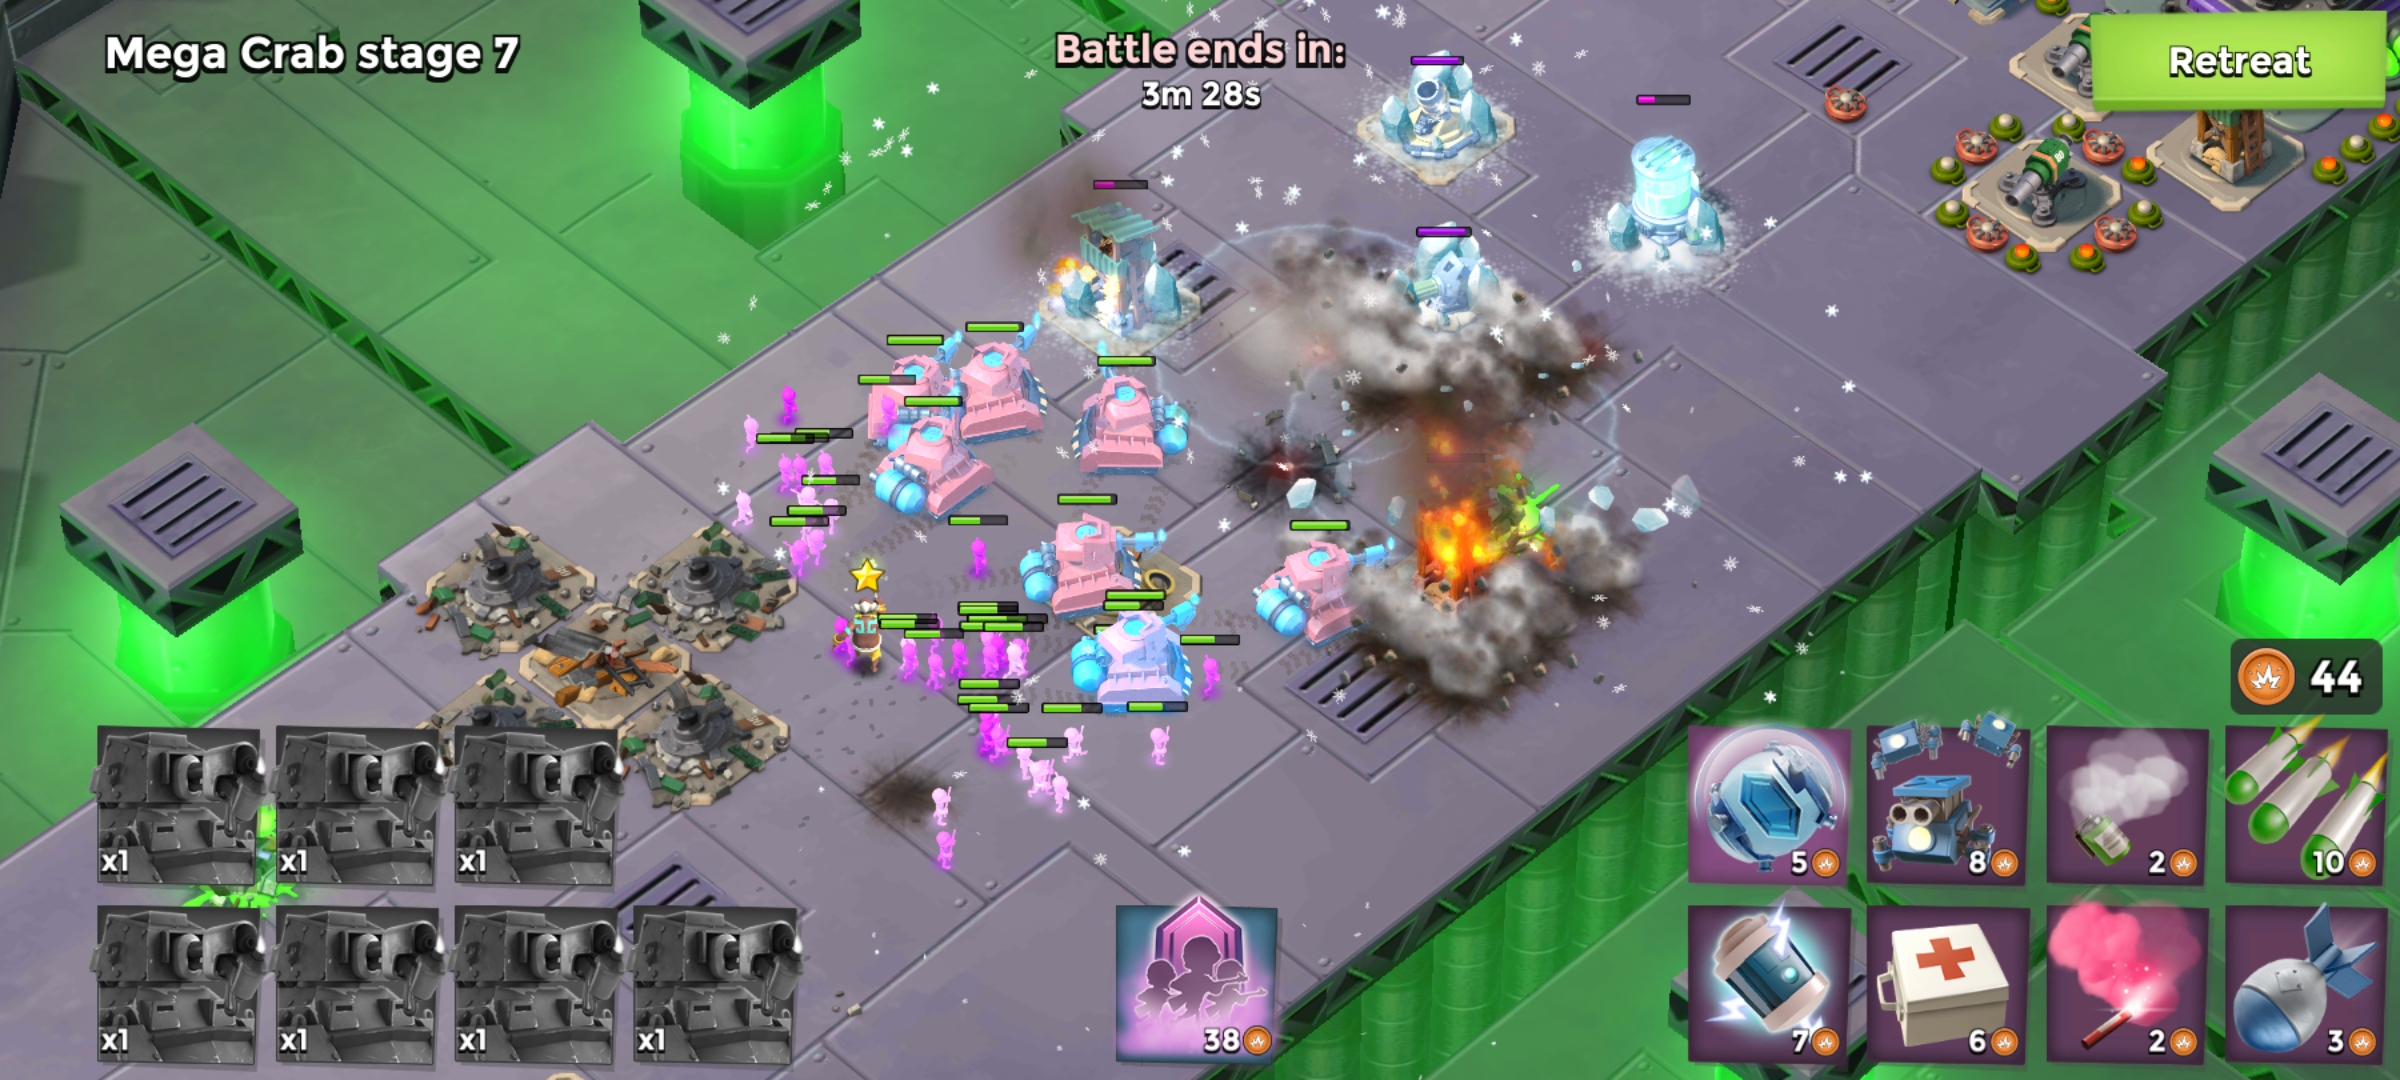 Mega Crab stage 7
Battle ends in:
3m 28s
Retreat
44
x1
x1
x1
5
8
2
10
x1
x1
x1
x1
38
7
6
2
3